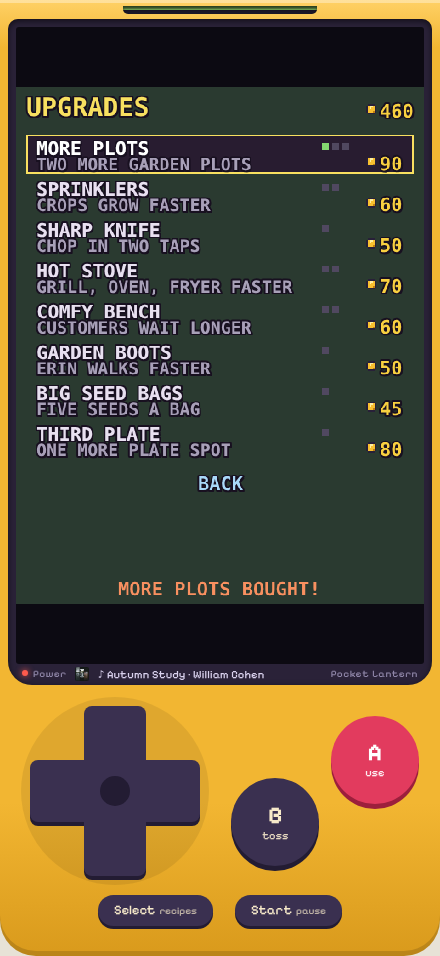 UPGRADES
460
MORE PLOTS
TWO MORE GARDEN PLOTS 90
SPRINKLERS
CROPS GROW FASTER 60
SHARP KNIFE
CHOP IN TWO TAPS 50
HOT STOVE
GRILL, OVEN, FRYER FASTER 70
COMFY BENCH
CUSTOMERS WAIT LONGER 60
GARDEN BOOTS
ERIN WALKS FASTER 50
BIG SEED BAGS
FIVE SEEDS A BAG 45
THIRD PLATE
ONE MORE PLATE SPOT 80
BACK
MORE PLOTS BOUGHT!
Power ♪ Autumn Study · William Cohen Pocket Lantern
A
use
B
toss
Select recipes
Start pause